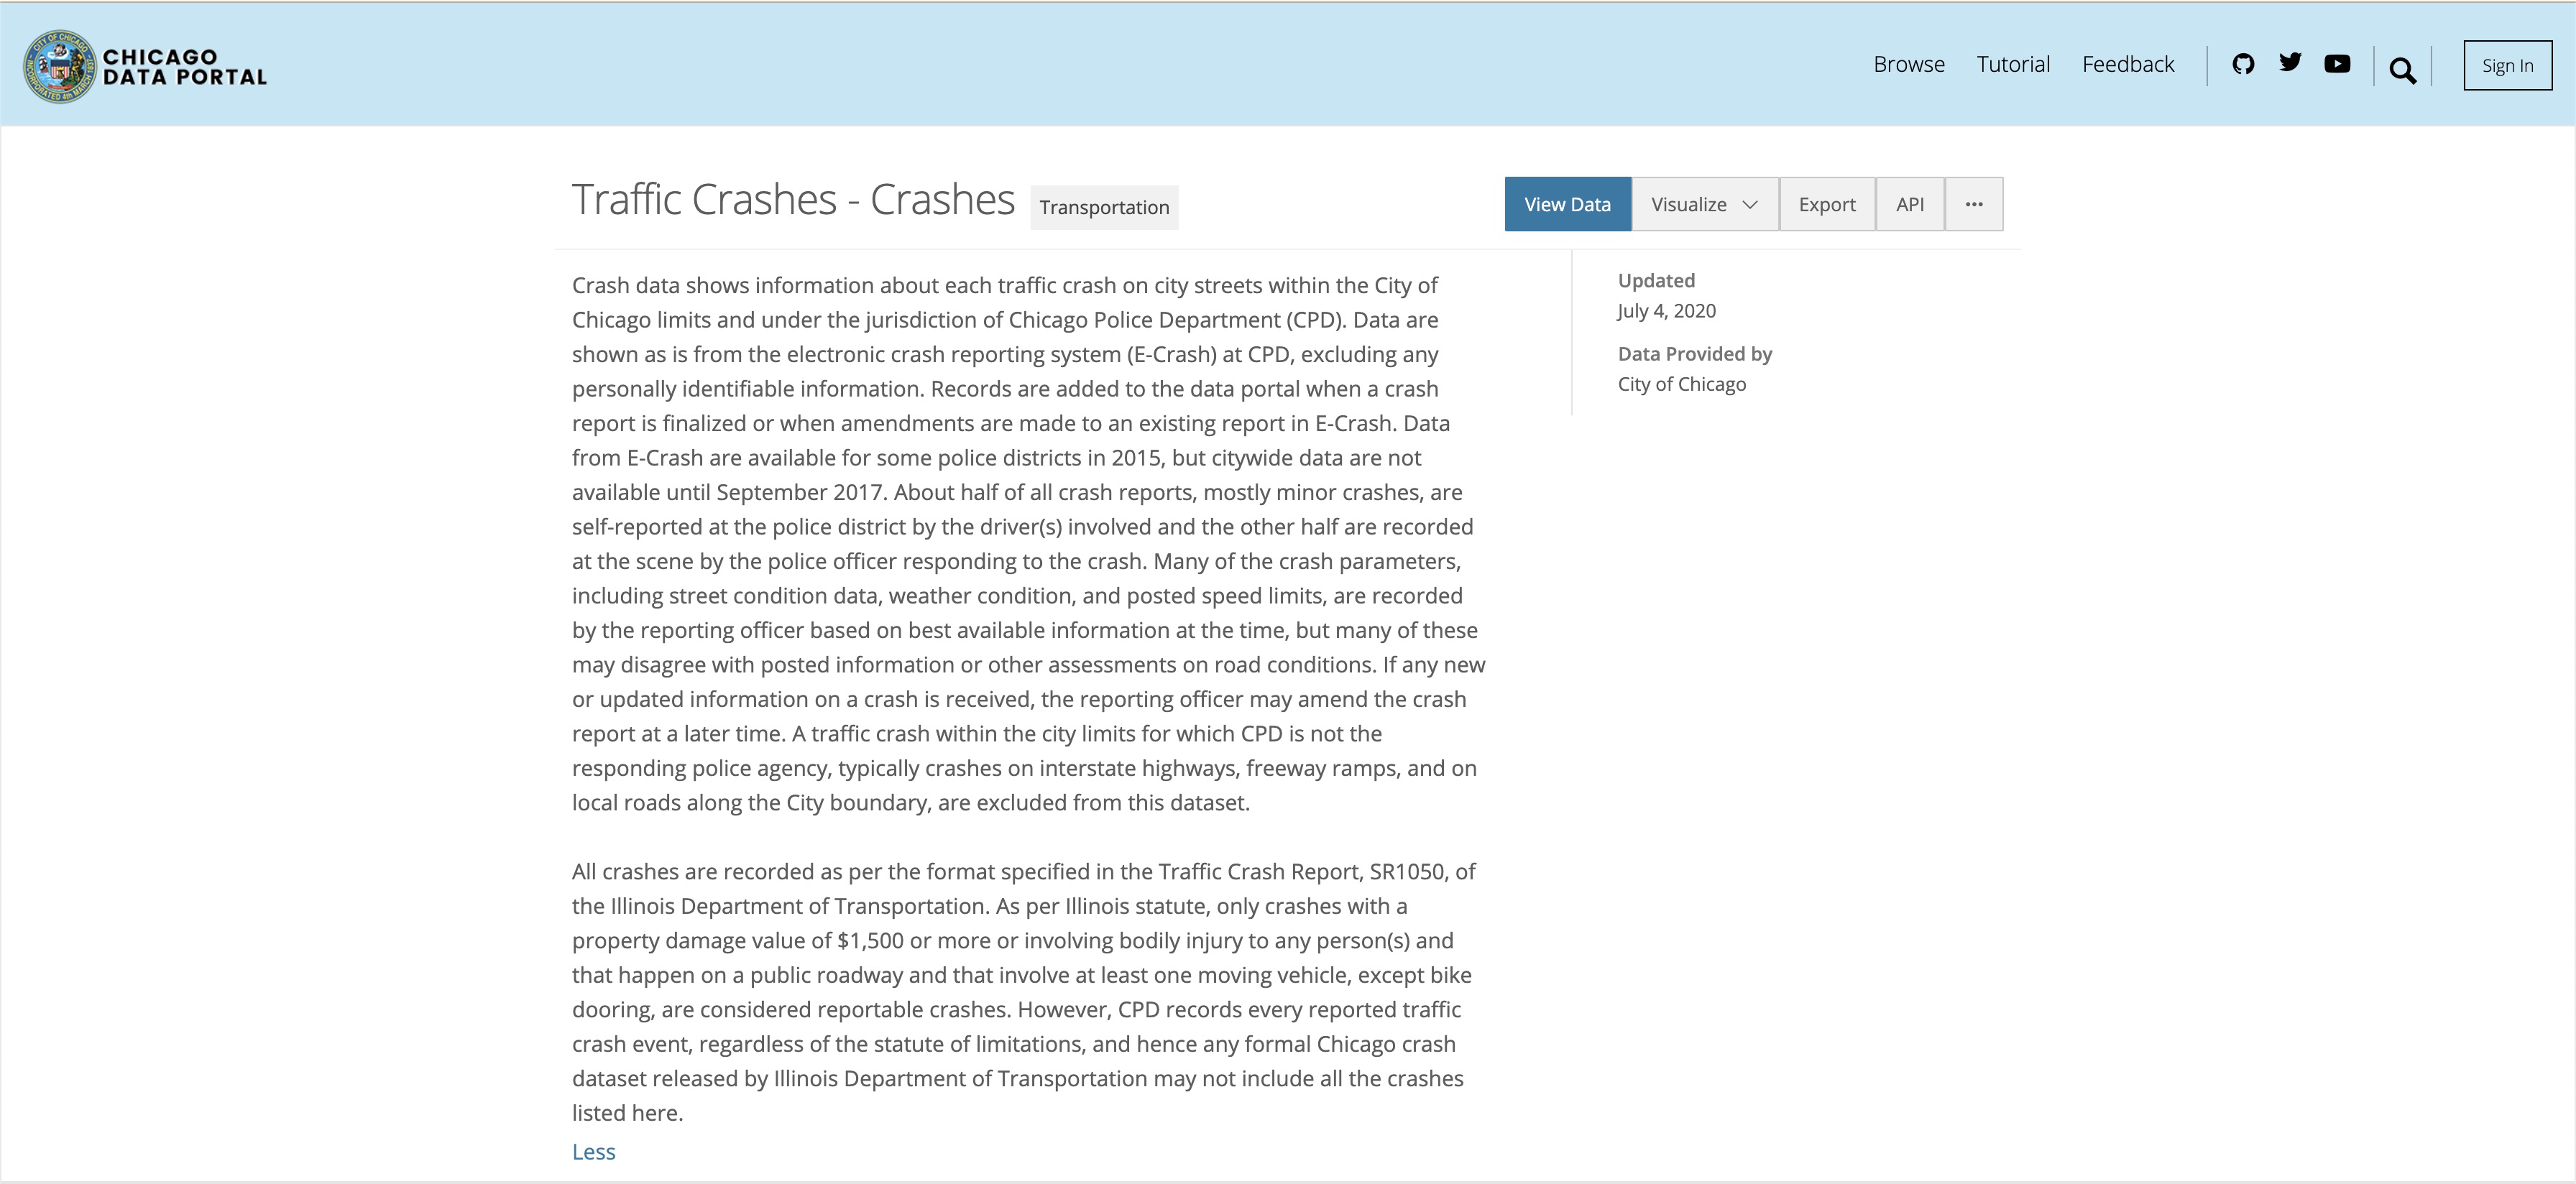 CHICAGO
DATA PORTAL
Browse Tutorial Feedback Sign In
Traffic Crashes - Crashes Transportation
View Data Visualize Export API ...
Crash data shows information about each traffic crash on city streets within the City of
Chicago limits and under the jurisdiction of Chicago Police Department (CPD). Data are
shown as is from the electronic crash reporting system (E-Crash) at CPD, excluding any
personally identifiable information. Records are added to the data portal when a crash
report is finalized or when amendments are made to an existing report in E-Crash. Data
from E-Crash are available for some police districts in 2015, but citywide data are not
available until September 2017. About half of all crash reports, mostly minor crashes, are
self-reported at the police district by the driver(s) involved and the other half are recorded
at the scene by the police officer responding to the crash. Many of the crash parameters,
including street condition data, weather condition, and posted speed limits, are recorded
by the reporting officer based on best available information at the time, but many of these
may disagree with posted information or other assessments on road conditions. If any new
or updated information on a crash is received, the reporting officer may amend the crash
report at a later time. A traffic crash within the city limits for which CPD is not the
responding police agency, typically crashes on interstate highways, freeway ramps, and on
local roads along the City boundary, are excluded from this dataset.
All crashes are recorded as per the format specified in the Traffic Crash Report, SR1050, of
the Illinois Department of Transportation. As per Illinois statute, only crashes with a
property damage value of $1,500 or more or involving bodily injury to any person(s) and
that happen on a public roadway and that involve at least one moving vehicle, except bike
dooring, are considered reportable crashes. However, CPD records every reported traffic
crash event, regardless of the statute of limitations, and hence any formal Chicago crash
dataset released by Illinois Department of Transportation may not include all the crashes
listed here.
Less
Updated
July 4, 2020
Data Provided by
City of Chicago